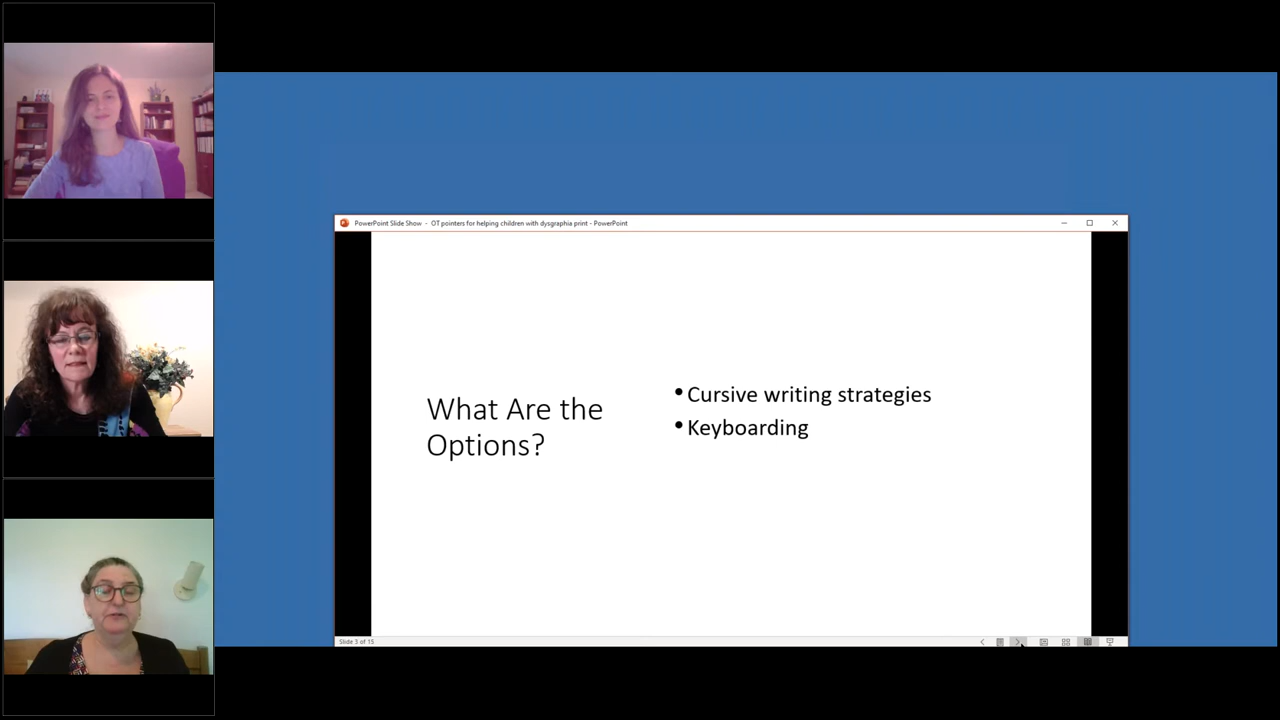 PowerPoint Slide Show - OT pointers for helping children with dysgraphia print - PowerPoint
What Are the
Options?
• Cursive writing strategies
• Keyboarding
Slide 3 of 15